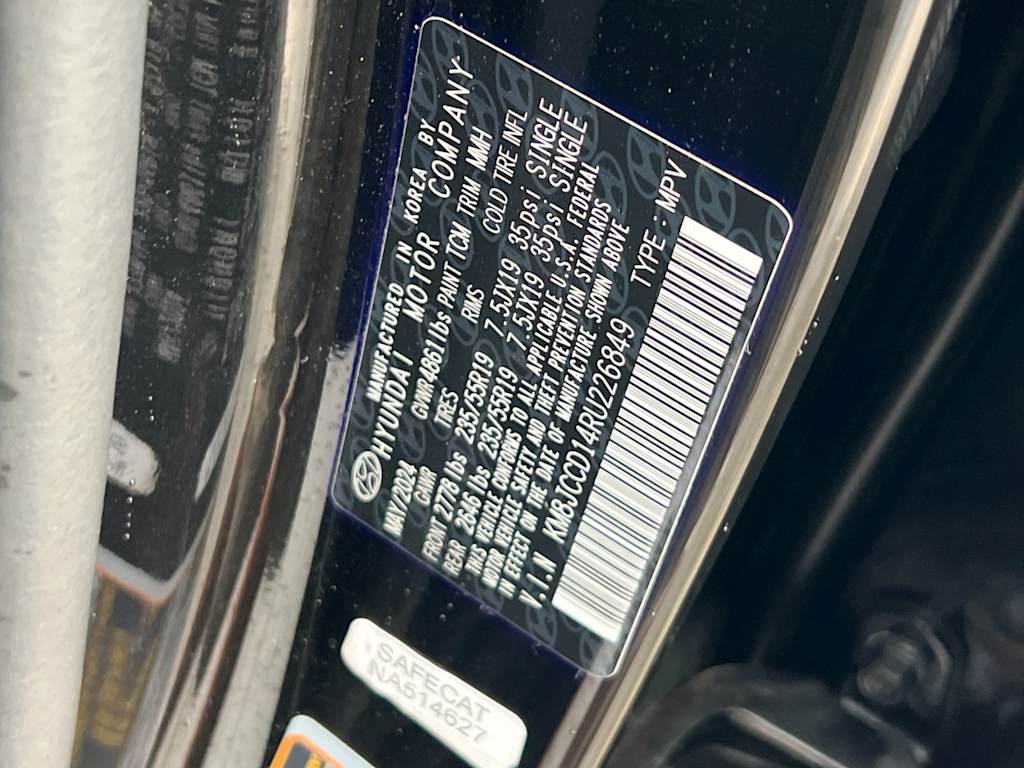 MANUFACTURED IN KOREA BY
HYUNDAI MOTOR COMPANY
MAY/2024 GVWR4861lbs PAINT TCM TRIM MMH
GAWR TIRES RIMS COLD TIRE INFL
FRONT 2778 lbs 235/55R19 7.5JX19 35psi SINGLE
REAR 2646 lbs 235/55R19 7.5JX19 35psi SINGLE
THIS VEHICLE CONFORMS TO ALL APPLICABLE U.S.A. FEDERAL
MOTOR VEHICLE SAFETY AND THEFT PREVENTION STANDARDS
IN EFFECT ON THE DATE OF MANUFACTURE SHOWN ABOVE
V.I.N KM8JCCD14RU226849 TYPE : MPV
SAFECAT
NA514627